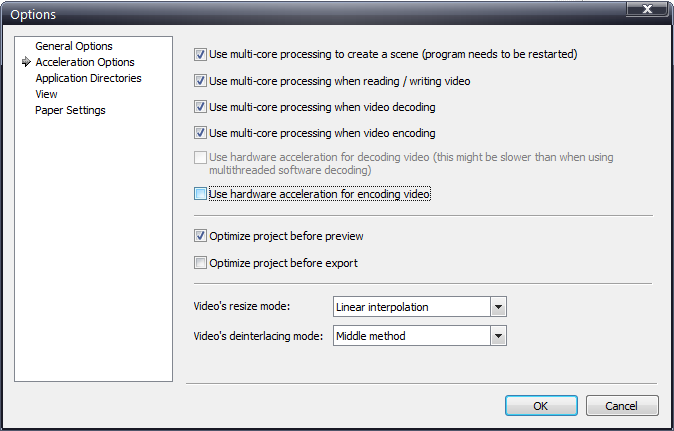 Options
General Options
Acceleration Options
Application Directories
View
Paper Settings
Use multi-core processing to create a scene (program needs to be restarted)
Use multi-core processing when reading / writing video
Use multi-core processing when video decoding
Use multi-core processing when video encoding
Use hardware acceleration for decoding video (this might be slower than when using
multithreaded software decoding)
Use hardware acceleration for encoding video
Optimize project before preview
Optimize project before export
Video's resize mode: Linear interpolation
Video's deinterlacing mode: Middle method
OK Cancel